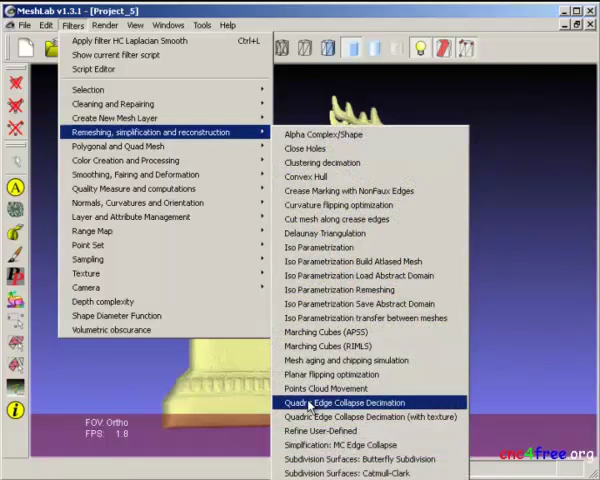 MeshLab v1.3.1 - [Project_5]
File Edit Filters Render View Windows Tools Help
Apply filter HC Laplacian Smooth Ctrl+L
Show current filter script
Script Editor
Selection
Cleaning and Repairing
Create New Mesh Layer
Remeshing, simplification and reconstruction
Polygonal and Quad Mesh
Color Creation and Processing
Smoothing, Fairing and Deformation
Quality Measure and computations
Normals, Curvatures and Orientation
Layer and Attribute Management
Range Map
Point Set
Sampling
Texture
Camera
Depth complexity
Shape Diameter Function
Volumetric obscurance
Alpha Complex/Shape
Close Holes
Clustering decimation
Convex Hull
Crease Marking with NonFaux Edges
Curvature flipping optimization
Cut mesh along crease edges
Delaunay Triangulation
Iso Parametrization
Iso Parametrization Build Atlased Mesh
Iso Parametrization Load Abstract Domain
Iso Parametrization Remeshing
Iso Parametrization Save Abstract Domain
Iso Parametrization transfer between meshes
Marching Cubes (APSS)
Marching Cubes (RIMLS)
Mesh aging and chipping simulation
Planar flipping optimization
Points Cloud Movement
Quadric Edge Collapse Decimation
Quadric Edge Collapse Decimation (with texture)
Refine User-Defined
Simplfication: MC Edge Collapse
Subdivision Surfaces: Butterfly Subdivision
Subdivision Surfaces: Catmull-Clark
A
PP
i
FOV: Ortho
FPS: 1.8
cnc4free.org